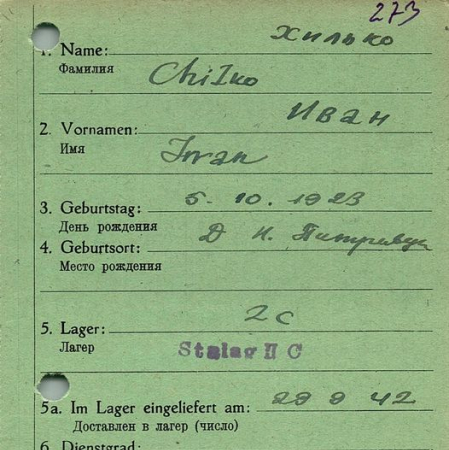 273
Хилько
1. Name:
Фамилия
Chilko
Иван
2. Vornamen:
Имя
Iwan
3. Geburtstag: 5. 10. 1923
День рождения
4. Geburtsort: Д. Н.
Место рождения
2 C
5. Lager:
Лагер
Stalag II C
5a. Im Lager eingeliefert am: 29 9 42
Доставлен в лагер (число)
6. Dienstgrad: